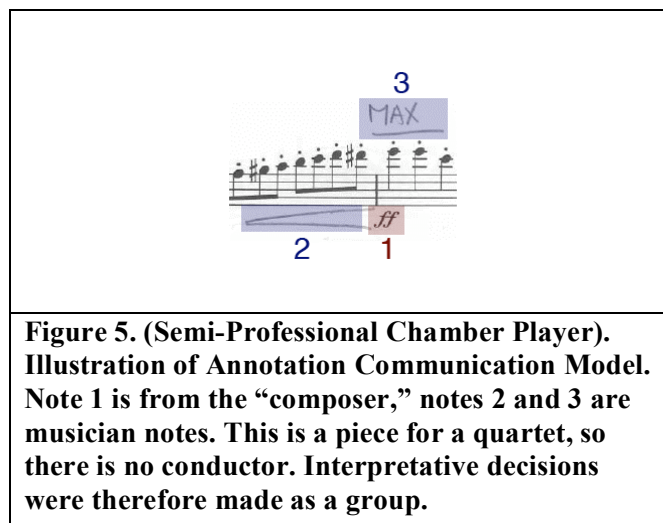 3
MAX
ff
2 1
Figure 5. (Semi-Professional Chamber Player).
Illustration of Annotation Communication Model.
Note 1 is from the “composer,” notes 2 and 3 are
musician notes. This is a piece for a quartet, so
there is no conductor. Interpretative decisions
were therefore made as a group.